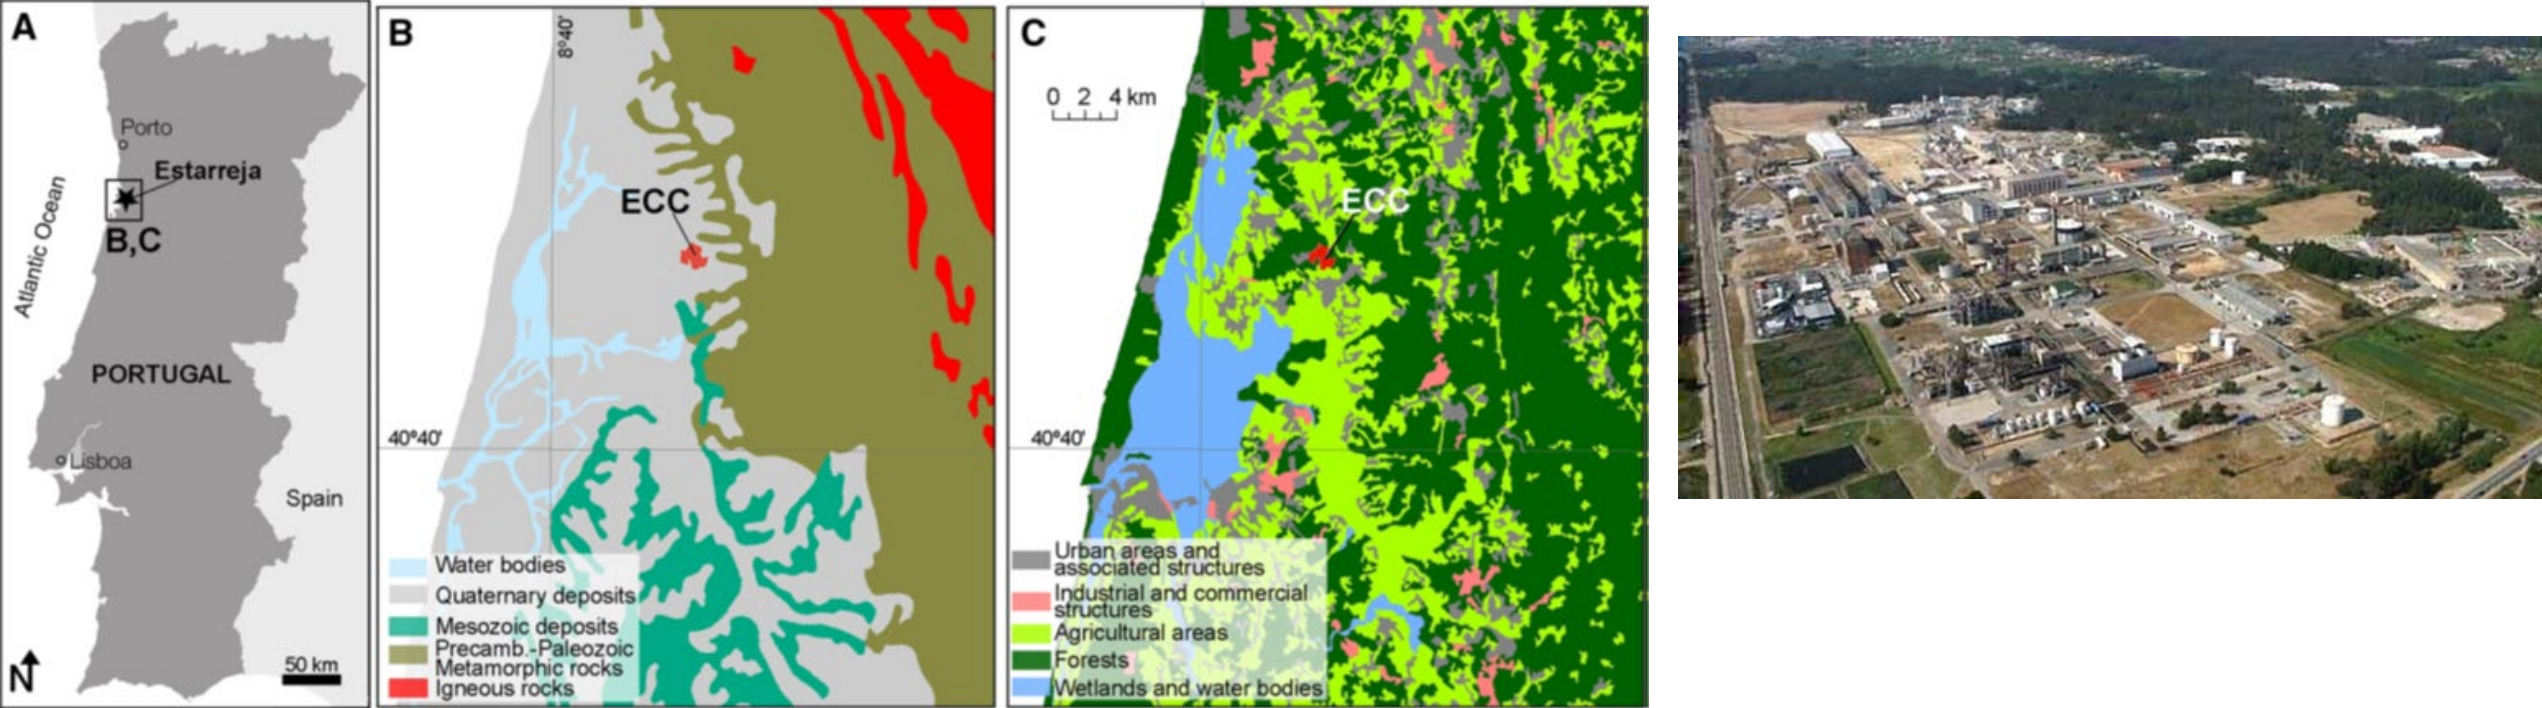 A
Porto
Estarreja
B,C
Atlantic Ocean
PORTUGAL
Lisboa
Spain
N
50 km
B
8°40'
ECC
40°40'
Water bodies
Quaternary deposits
Mesozoic deposits
Precamb.-Paleozoic
Metamorphic rocks
Igneous rocks
C
0 2 4 km
ECC
40°40'
Urban areas and
associated structures
Industrial and commercial
structures
Agricultural areas
Forests
Wetlands and water bodies